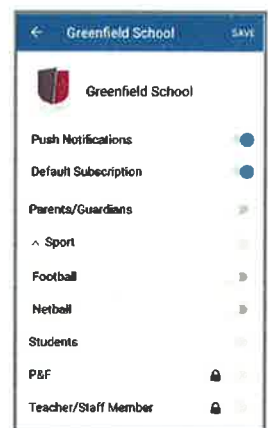 ← Greenfield School SAVE
Greenfield School
Push Notifications
Default Subscription
Parents/Guardians
^ Sport
Football
Netball
Students
P&F
Teacher/Staff Member